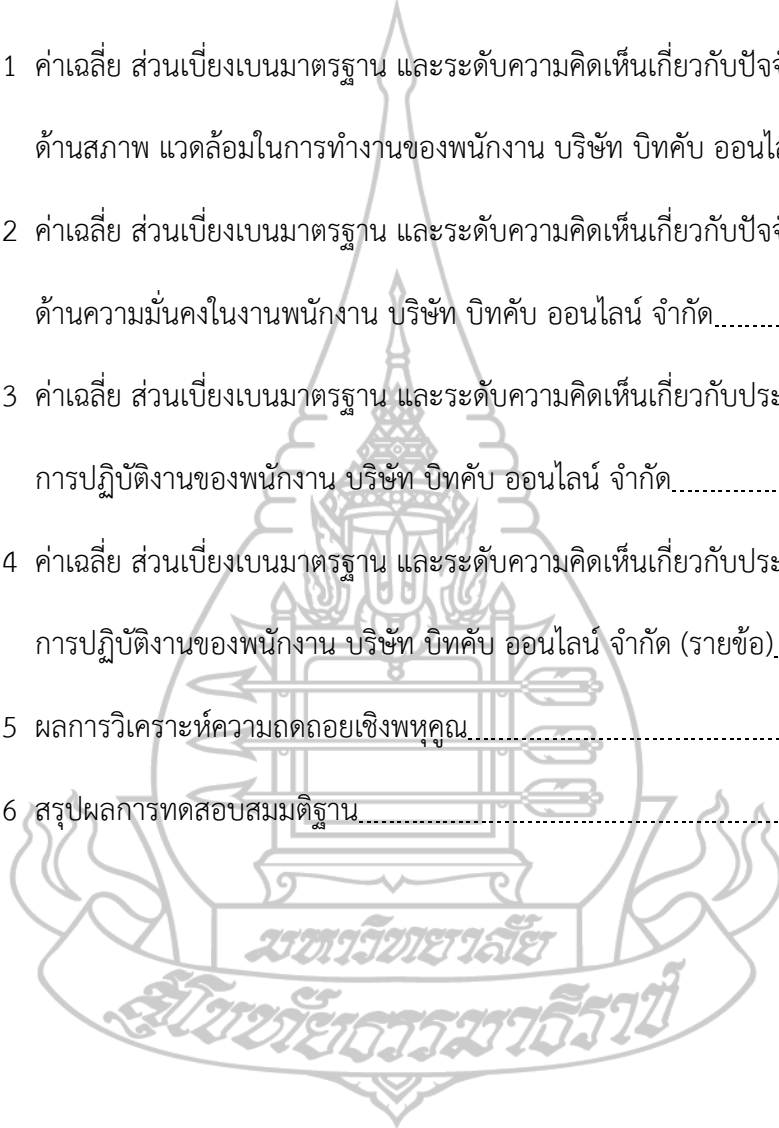 1 ค่าเฉลี่ย ส่วนเบี่ยงเบนมาตรฐาน และระดับความคิดเห็นเกี่ยวกับปัจจั
ด้านสภาพ แวดล้อมในการทำงานของพนักงาน บริษัท บิทคับ ออนไล
2 ค่าเฉลี่ย ส่วนเบี่ยงเบนมาตรฐาน และระดับความคิดเห็นเกี่ยวกับปัจจั
ด้านความมั่นคงในงานพนักงาน บริษัท บิทคับ ออนไลน์ จำกัด
3 ค่าเฉลี่ย ส่วนเบี่ยงเบนมาตรฐาน และระดับความคิดเห็นเกี่ยวกับประ
การปฏิบัติงานของพนักงาน บริษัท บิทคับ ออนไลน์ จำกัด
4 ค่าเฉลี่ย ส่วนเบี่ยงเบนมาตรฐาน และระดับความคิดเห็นเกี่ยวกับประ
การปฏิบัติงานของพนักงาน บริษัท บิทคับ ออนไลน์ จำกัด (รายข้อ)
5 ผลการวิเคราะห์ความถดถอยเชิงพหุคูณ
6 สรุปผลการทดสอบสมมติฐาน
มหาวิทยาลัย
สุโขทัยธรรมาธิราช